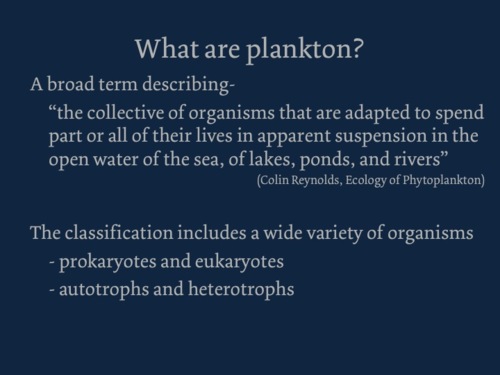 What are plankton?
A broad term describing-
“the collective of organisms that are adapted to spend
part or all of their lives in apparent suspension in the
open water of the sea, of lakes, ponds, and rivers”
(Colin Reynolds, Ecology of Phytoplankton)
The classification includes a wide variety of organisms
- prokaryotes and eukaryotes
- autotrophs and heterotrophs